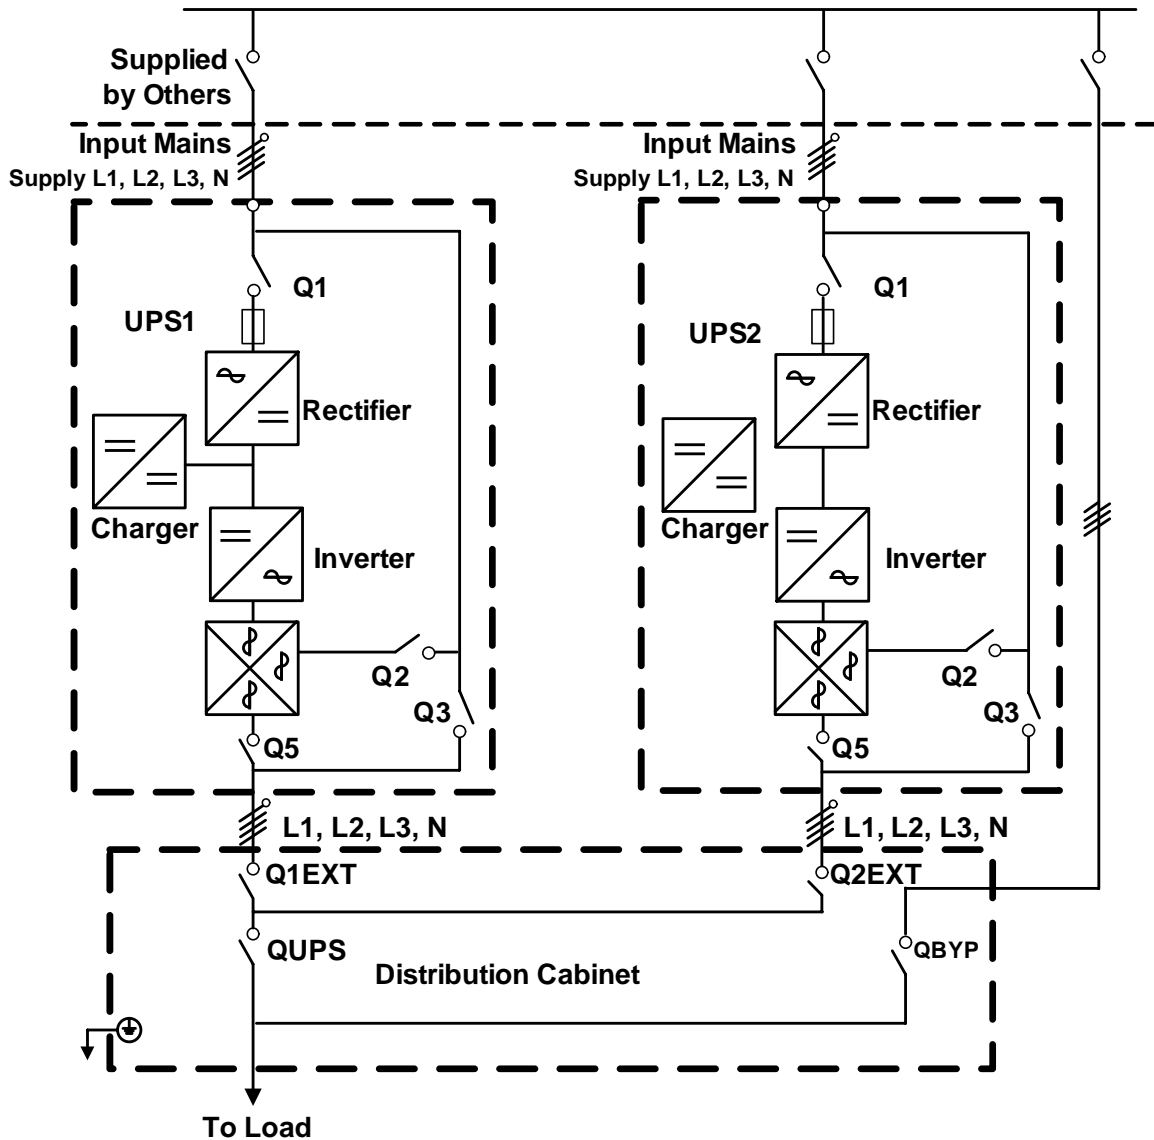 Supplied
by Others
Input Mains
Supply L1, L2, L3, N
Input Mains
Supply L1, L2, L3, N
Q1
UPS1
Rectifier
Charger
Inverter
Q2
Q3
Q5
Q1
UPS2
Rectifier
Charger
Inverter
Q2
Q3
Q5
L1, L2, L3, N
L1, L2, L3, N
Q1EXT
Q2EXT
QUPS
QBYP
Distribution Cabinet
To Load